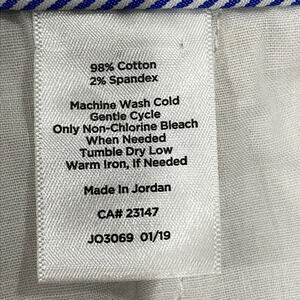 98% Cotton
2% Spandex
Machine Wash Cold
Gentle Cycle
Only Non-Chlorine Bleach
When Needed
Tumble Dry Low
Warm Iron, If Needed
Made In Jordan
CA# 23147
JO3069 01/19